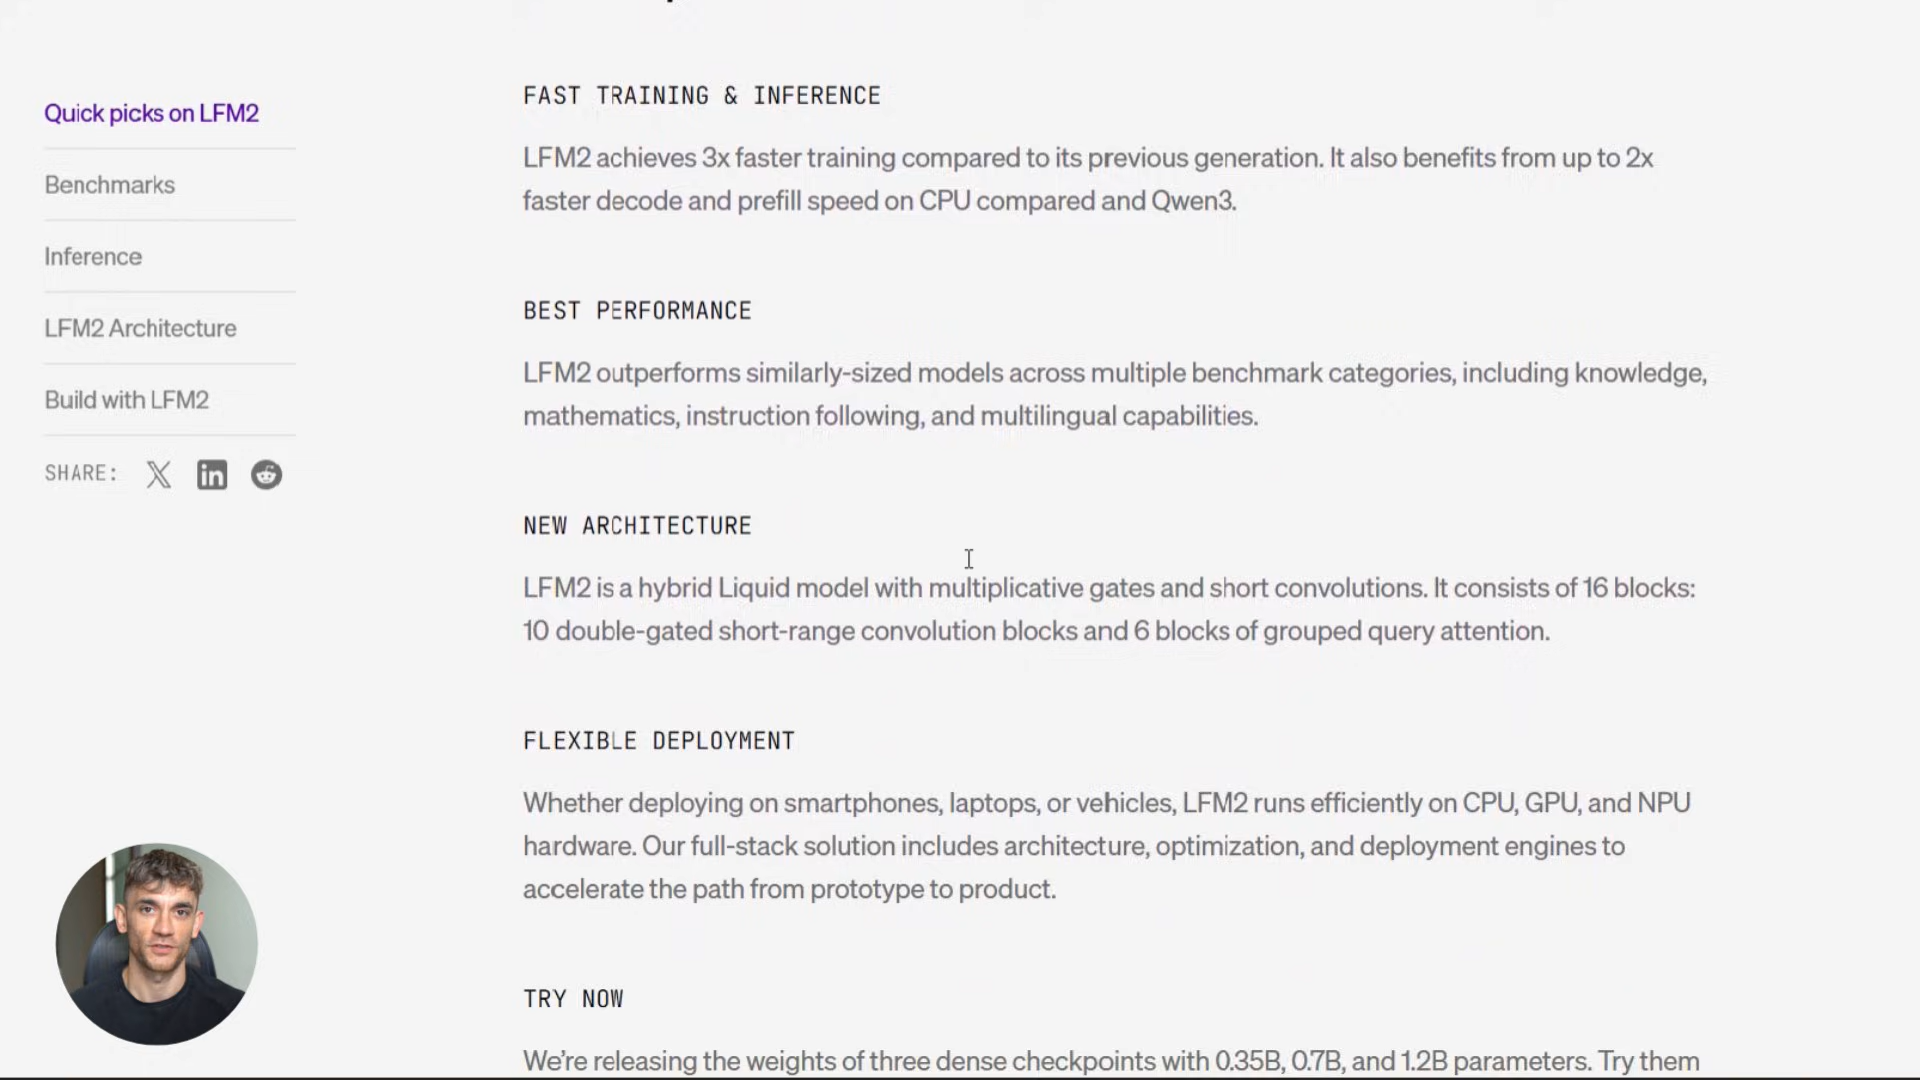 Quick picks on LFM2
Benchmarks
Inference
LFM2 Architecture
Build with LFM2
SHARE:
FAST TRAINING & INFERENCE
LFM2 achieves 3x faster training compared to its previous generation. It also benefits from up to 2x
faster decode and prefill speed on CPU compared and Qwen3.
BEST PERFORMANCE
LFM2 outperforms similarly-sized models across multiple benchmark categories, including knowledge,
mathematics, instruction following, and multilingual capabilities.
NEW ARCHITECTURE
LFM2 is a hybrid Liquid model with multiplicative gates and short convolutions. It consists of 16 blocks:
10 double-gated short-range convolution blocks and 6 blocks of grouped query attention.
FLEXIBLE DEPLOYMENT
Whether deploying on smartphones, laptops, or vehicles, LFM2 runs efficiently on CPU, GPU, and NPU
hardware. Our full-stack solution includes architecture, optimization, and deployment engines to
accelerate the path from prototype to product.
TRY NOW
We’re releasing the weights of three dense checkpoints with 0.35B, 0.7B, and 1.2B parameters. Try them